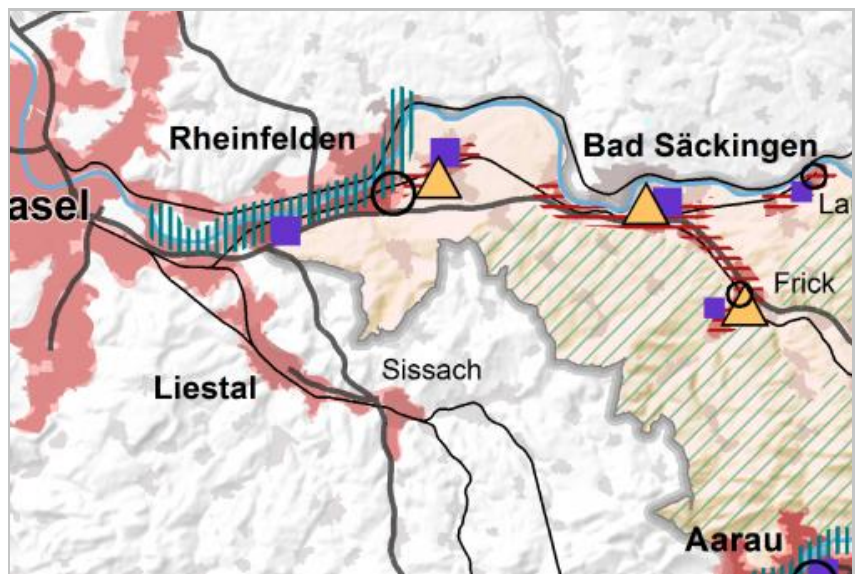 Rheinfelden
Bad Säckingen
asel
La
Frick
Sissach
Liestal
Aarau